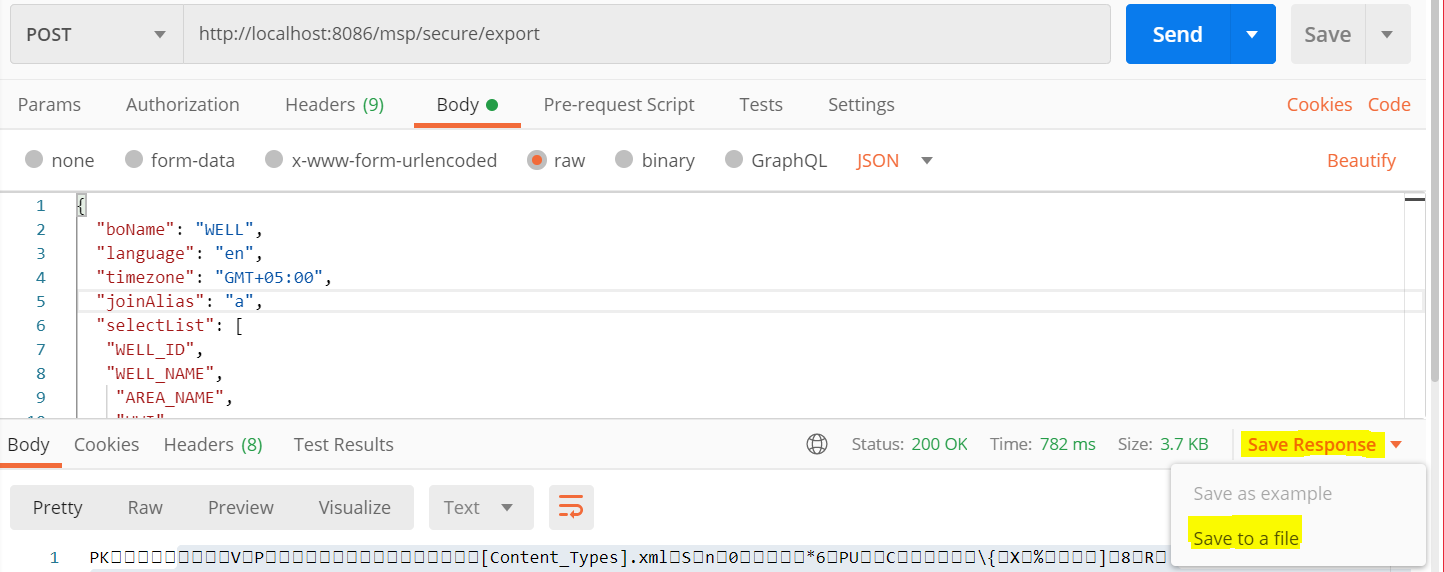 POST http://localhost:8086/msp/secure/export Send Save
Params Authorization Headers (9) Body Pre-request Script Tests Settings Cookies Code
none form-data x-www-form-urlencoded raw binary GraphQL JSON Beautify
1 {
2 "boName": "WELL",
3 "language": "en",
4 "timezone": "GMT+05:00",
5 "joinAlias": "a",
6 "selectList": [
7 "WELL_ID",
8 "WELL_NAME",
9 "AREA_NAME",
Body Cookies Headers (8) Test Results Status: 200 OK Time: 782 ms Size: 3.7 KB Save Response
Save as example
Pretty Raw Preview Visualize Text
Save to a file
1 PK□□□□□□□□□□V□P□□□□□□□□□□□□□□□□[Content_Types].xml□S□n□0□□□□□*6□PU□□C□□□□□□\{□X□%□□□□]□8□R□